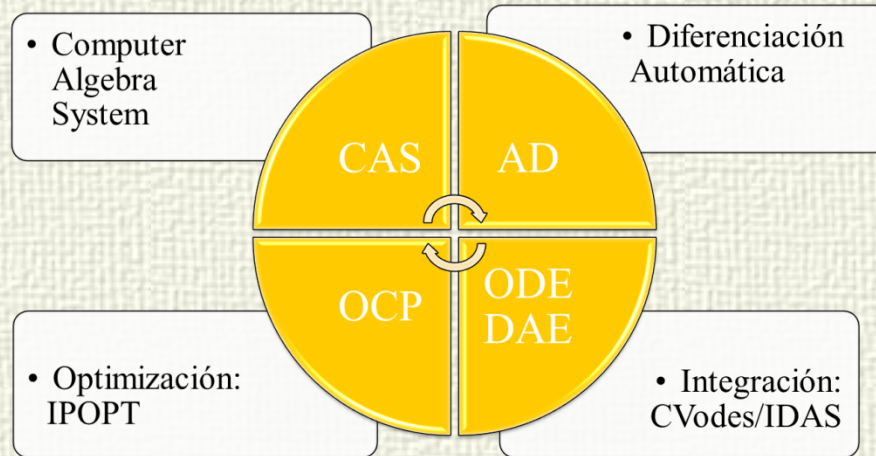 • Computer
Algebra
System
• Diferenciación
Automática
CAS
AD
OCP
ODE
DAE
• Optimización:
IPOPT
• Integración:
CVodes/IDAS